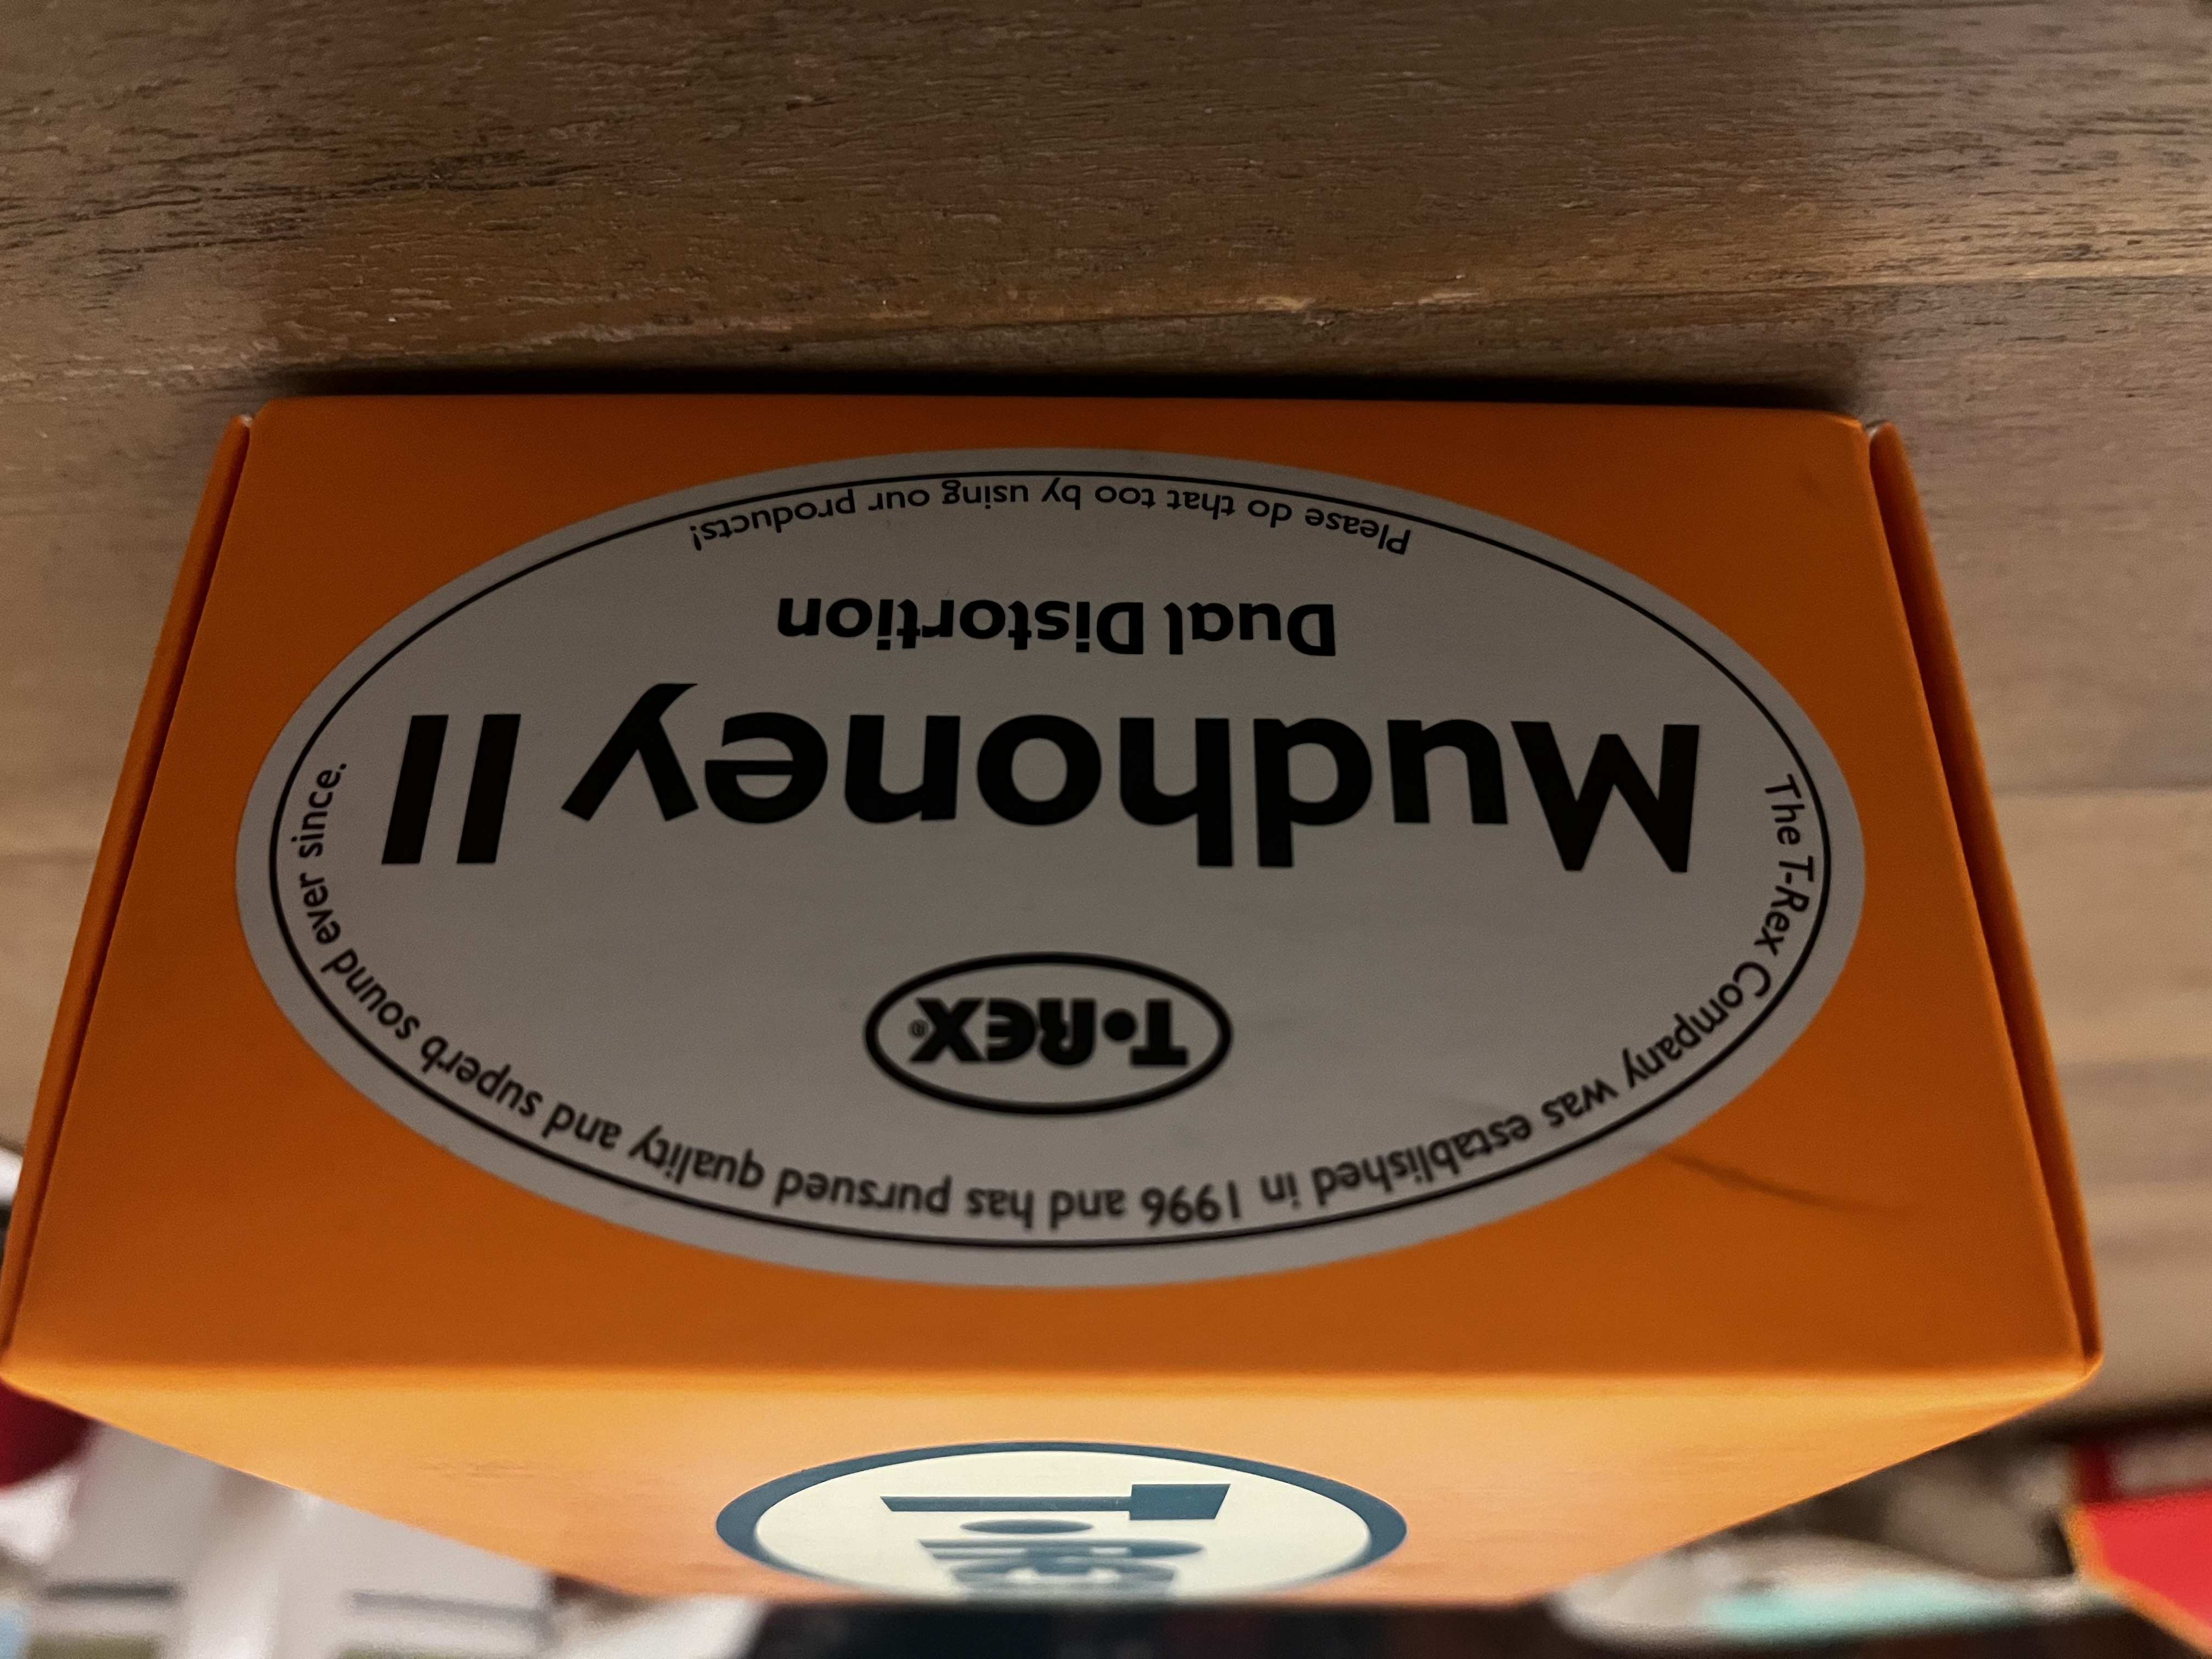 The T-Rex Company was established in 1996 and has pursued quality and superb sound ever since.
T•REX®
Mudhoney II
Dual Distortion
Please do that too by using our products!
T•REX